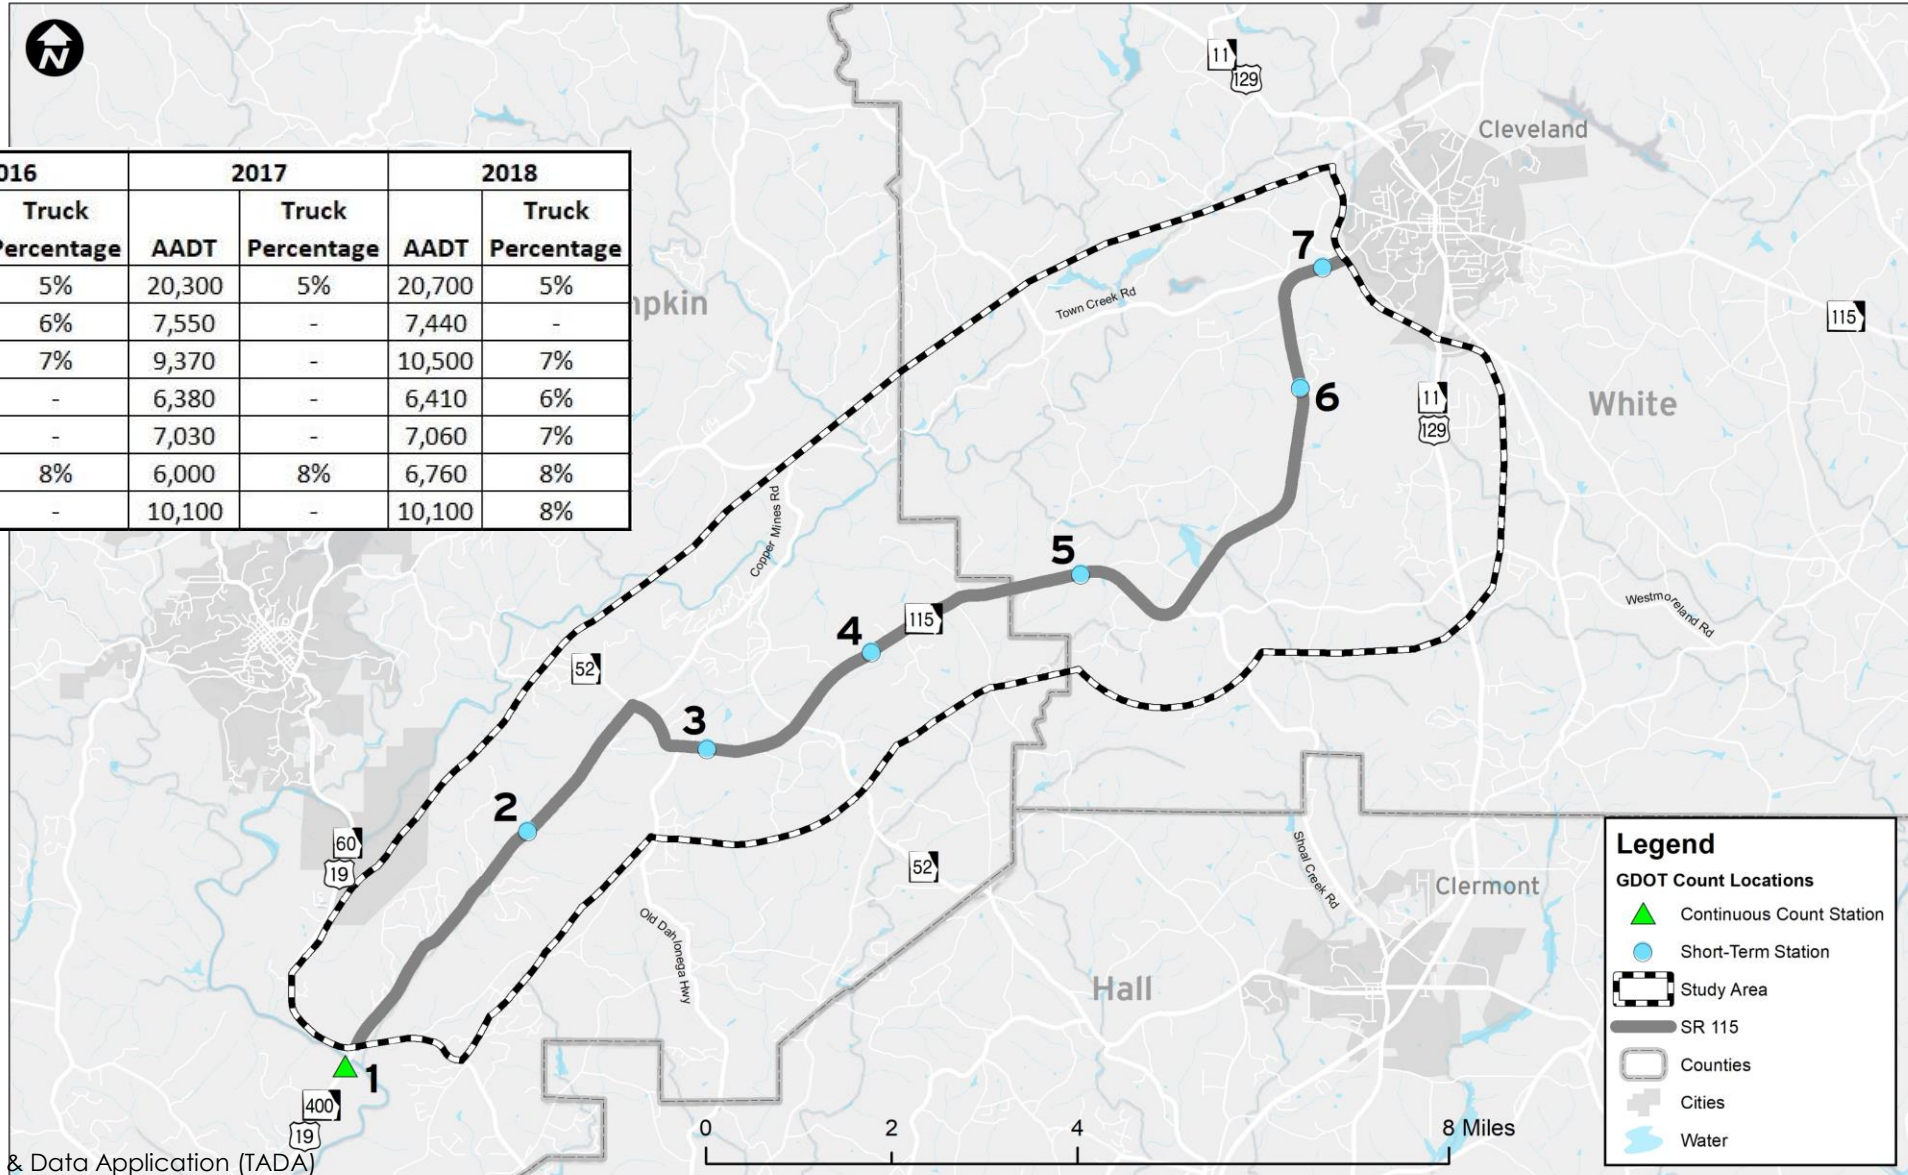 N
2017 2018
Truck Truck Truck
AADT Percentage AADT Percentage
5% 20,300 5% 20,700 5%
6% 7,550 - 7,440 -
7% 9,370 - 10,500 7%
- 6,380 - 6,410 6%
- 7,030 - 7,060 7%
8% 6,000 8% 6,760 8%
- 10,100 - 10,100 8%
11
129
Cleveland
7
Town Creek Rd
115
6
11
129
White
Copper Mines Rd
5
Westmoreland Rd
115
4
52
3
2
60
19
52
Shoal Creek Rd
Clermont
Old Dahlonega Hwy
Hall
1
400
19
0 2 4 8 Miles
Legend
GDOT Count Locations
Continuous Count Station
Short-Term Station
Study Area
SR 115
Counties
Cities
Water
& Data Application (TADA)